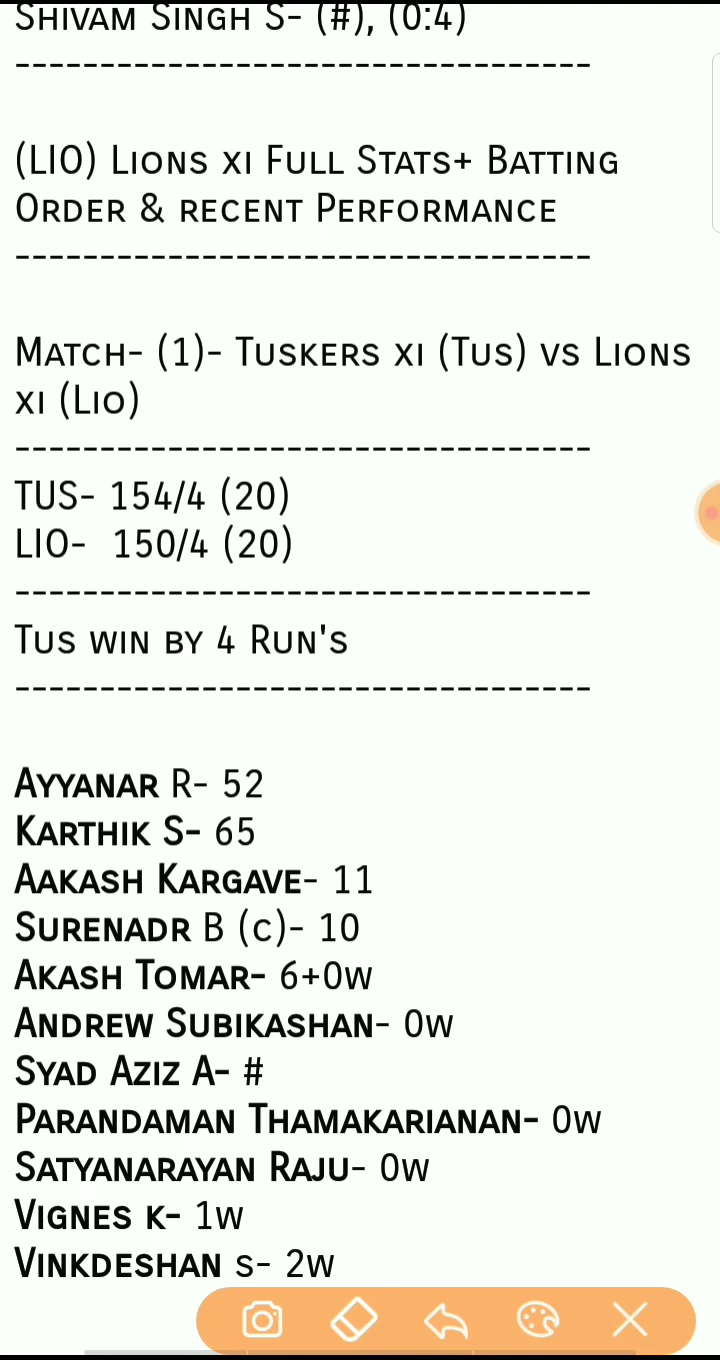 Shivam Singh S- (#), (0:4)
---------------------------------
(LIO) Lions xi Full Stats+ Batting
Order & recent Performance
---------------------------------
Match- (1)- Tuskers xi (Tus) vs Lions
xi (Lio)
---------------------------------
TUS- 154/4 (20)
LIO-  150/4 (20)
---------------------------------
Tus win by 4 Run's
---------------------------------
Ayyanar R- 52
Karthik S- 65
Aakash Kargave- 11
Surenadr B (c)- 10
Akash Tomar- 6+0w
Andrew Subikashan- 0w
Syad Aziz A- #
Parandaman Thamakarianan- 0w
Satyanarayan Raju- 0w
Vignes k- 1w
Vinkdeshan s- 2w